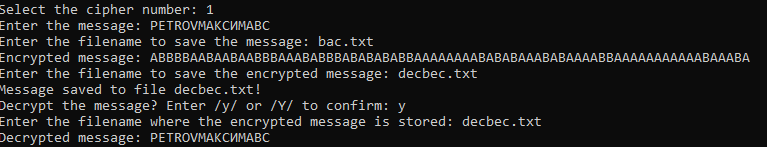 Select the cipher number: 1
Enter the message: PETROVMAKCИMABC
Enter the filename to save the message: bac.txt
Encrypted message: ABBBBAABAABAABBBAAABABBBABABABABBAAAAAAAABABABAAABABAAAABBAAAAAAAAAAABAAABA
Enter the filename to save the encrypted message: decbec.txt
Message saved to file decbec.txt!
Decrypt the message? Enter /y/ or /Y/ to confirm: y
Enter the filename where the encrypted message is stored: decbec.txt
Decrypted message: PETROVMAKCИMABC